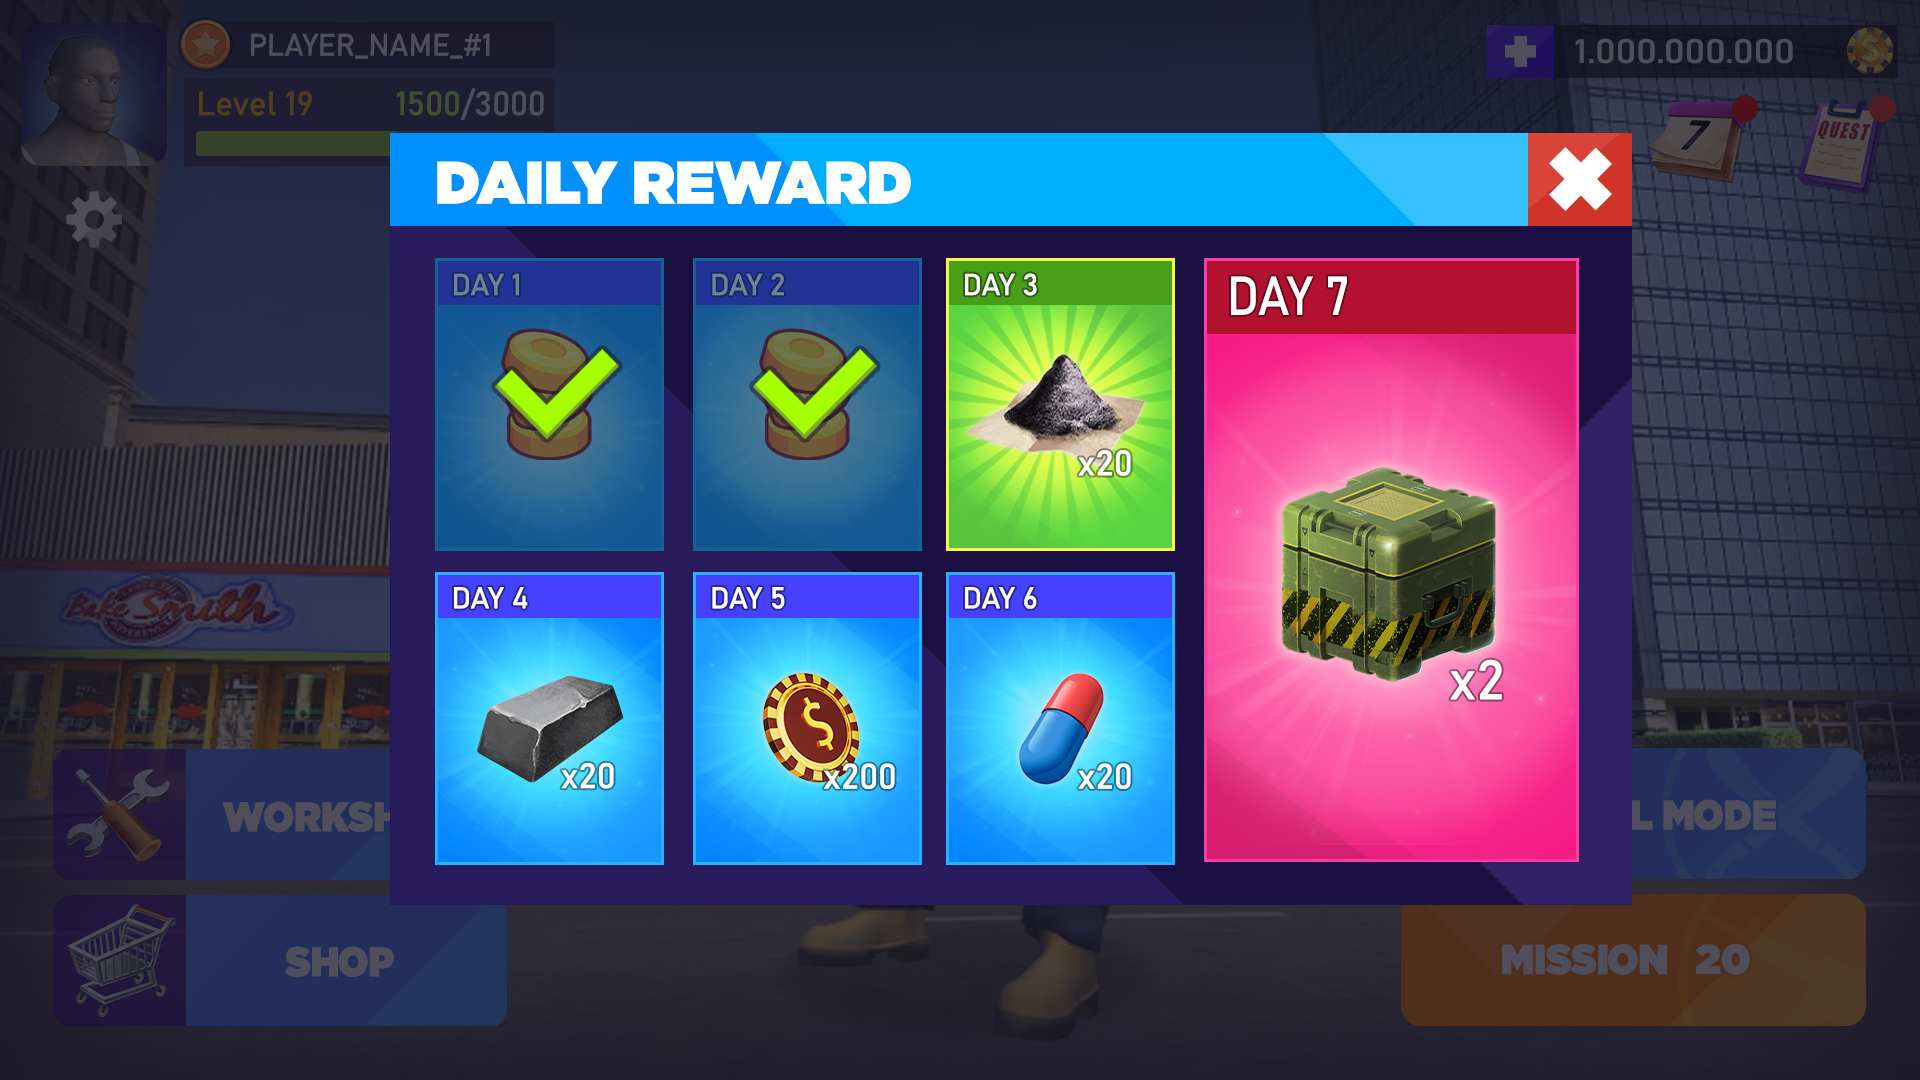 PLAYER_NAME_#1
1.000.000.000
Level 19 1500/3000
7
QUEST
DAILY REWARD
DAY 1
DAY 2
DAY 3
x20
DAY 7
x2
DAY 4
x20
DAY 5
x200
DAY 6
x20
Bake Smith
WORKSH
L MODE
SHOP
MISSION 20